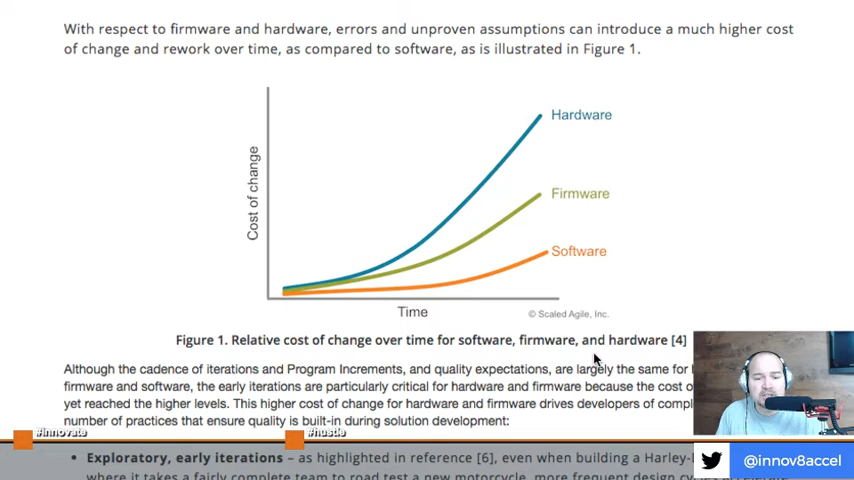 With respect to firmware and hardware, errors and unproven assumptions can introduce a much higher cost
of change and rework over time, as compared to software, as is illustrated in Figure 1.
Hardware
Cost of change
Firmware
Software
Time
© Scaled Agile, Inc.
Figure 1. Relative cost of change over time for software, firmware, and hardware [4]
Although the cadence of iterations and Program Increments, and quality expectations, are largely the same for
firmware and software, the early iterations are particularly critical for hardware and firmware because the cost o
yet reached the higher levels. This higher cost of change for hardware and firmware drives developers of compl
number of practices that ensure quality is built-in during solution development:
#innovate #hustle
• Exploratory, early iterations – as highlighted in reference [6], even when building a Harley-
@innov8accel
where it takes a fairly complete team to road test a new motorcycle, more frequent design cycles accelerate